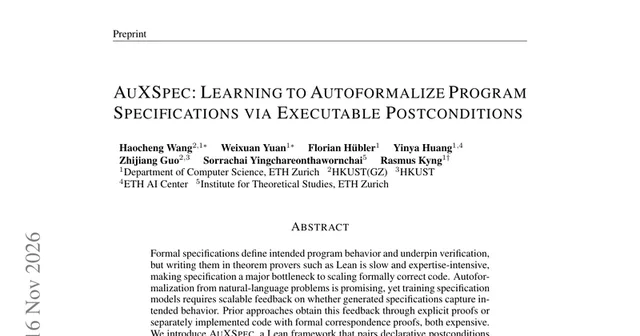 Preprint
AUXSPEC: LEARNING TO AUTOFORMALIZE PROGRAM
SPECIFICATIONS VIA EXECUTABLE POSTCONDITIONS
Haocheng Wang2,1* Weixuan Yuan1* Florian Hübler1 Yinya Huang1,4
Zhijiang Guo2,3 Sorrachai Yingchareonthawornchai5 Rasmus Kyng1†
1Department of Computer Science, ETH Zurich 2HKUST(GZ) 3HKUST
4ETH AI Center 5Institute for Theoretical Studies, ETH Zurich
ABSTRACT
Formal specifications define intended program behavior and underpin verification,
but writing them in theorem provers such as Lean is slow and expertise-intensive,
making specification a major bottleneck to scaling formally correct code. Autofor-
malization from natural-language problems is promising, yet training specification
models requires scalable feedback on whether generated specifications capture in-
tended behavior. Prior approaches obtain this feedback through explicit proofs or
separately implemented code with formal correspondence proofs, both expensive.
We introduce AUXSPEC, a Lean framework that pairs declarative postconditions
16 Nov 2026